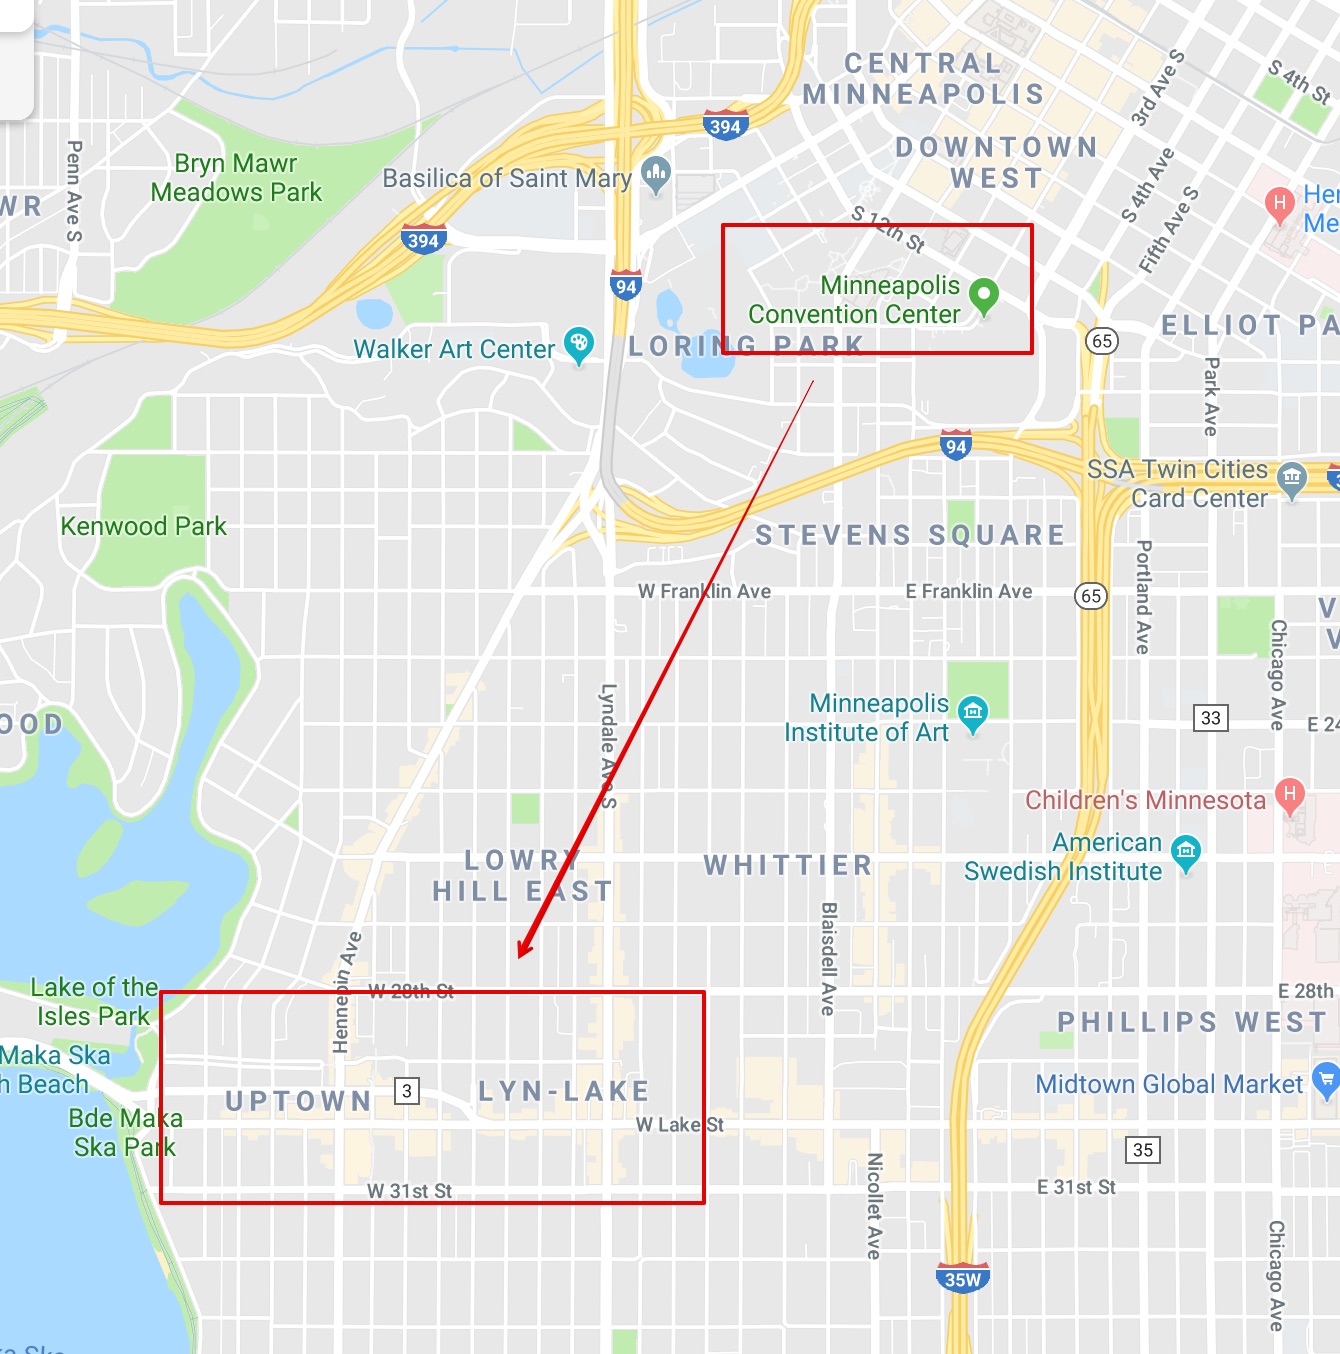 CENTRAL
MINNEAPOLIS
DOWNTOWN
WEST
3rd Ave S
S 4th St
394
Penn Ave S
Bryn Mawr
Meadows Park
Basilica of Saint Mary
S 4th Ave
Fifth Ave S
H
Her
Me
WR
S 12th St
394
94
Minneapolis
Convention Center
ELLIOT PA
Walker Art Center
LORING PARK
65
Park Ave
94
SSA Twin Cities
Card Center
3
Kenwood Park
STEVENS SQUARE
W Franklin Ave
E Franklin Ave
65
Portland Ave
V
V
Chicago Ave
OOD
Lyndale Ave S
Minneapolis
Institute of Art
33
E 24
Children's Minnesota
H
American
Swedish Institute
LOWRY
HILL EAST
WHITTIER
Blaisdell Ave
Hennepin Ave
Lake of the
Isles Park
W 28th St
E 28th
PHILLIPS WEST
Maka Ska
h Beach
UPTOWN
3
LYN-LAKE
Midtown Global Market
Bde Maka
Ska Park
W Lake St
35
W 31st St
Nicollet Ave
E 31st St
Chicago Ave
35W